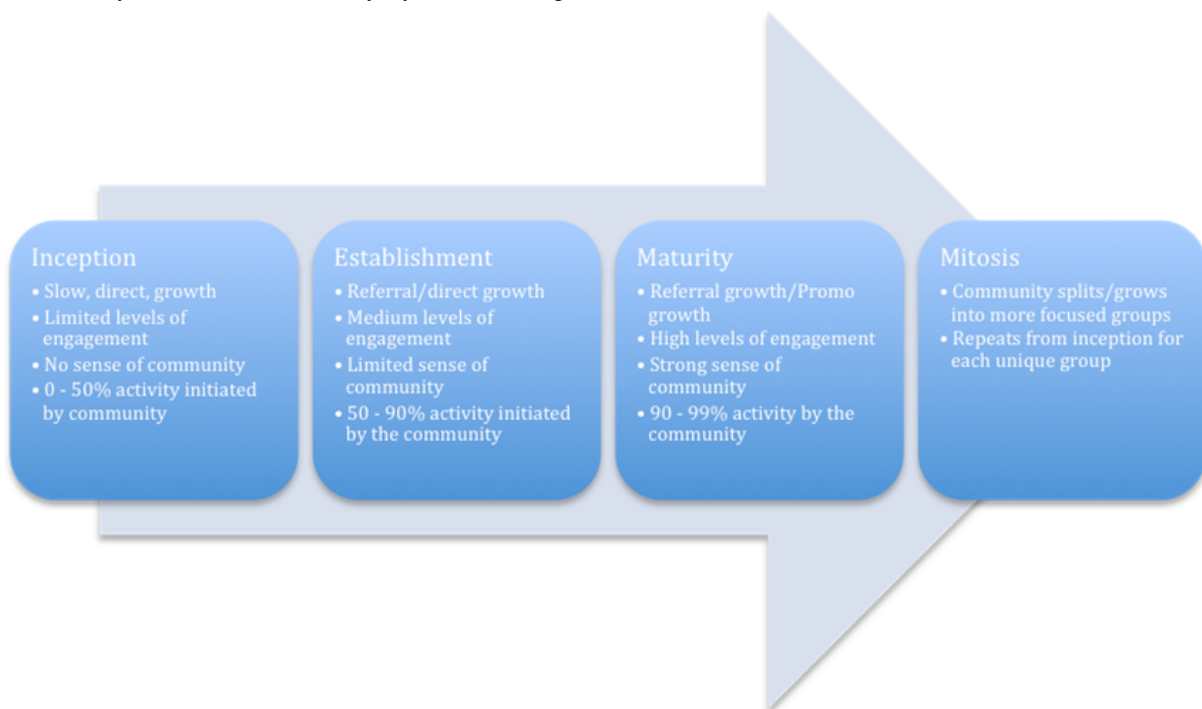 Inception
• Slow, direct, growth
• Limited levels of
engagement
• No sense of community
• 0 - 50% activity initiated
by community
Establishment
• Referral/direct growth
• Medium levels of
engagement
• Limited sense of
community
• 50 - 90% activity initiated
by the community
Maturity
• Referral growth/Promo
growth
• High levels of engagement
• Strong sense of
community
• 90 - 99% activity by the
community
Mitosis
• Community splits/grows
into more focused groups
• Repeats from inception for
each unique group